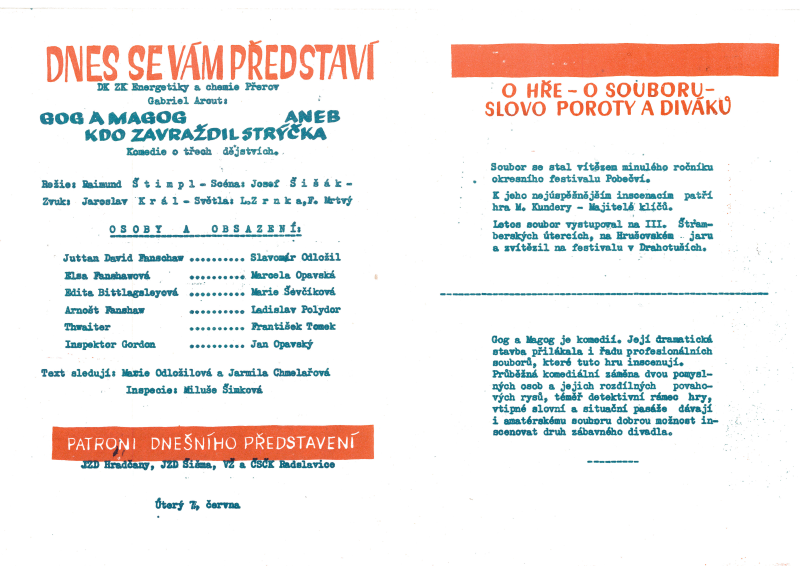 DNES SE VÁM PŘEDSTAVÍ
DK ZK Energetiky a chemie Přerov
Gabriel Arout:
GOG A MAGOG ANEB
KDO ZAVRAŽDIL STRÝČKA
Komedie o třech dějstvích.
Režie: Raimund Štimpl - Scéna: Josef Šišák -
Zvuk: Jaroslav Král - Světla: L.Zrnka, F. Mrtvý
OSOBY A OBSAZENÍ:
Juttan David Fanschaw .......... Slavomír Odložil
Elsa Fanshawová .......... Marcela Opavská
Edita Bittlagsleyová .......... Marie Ševčíková
Arnošt Fanshaw .......... Ladislav Polydor
Thwaiter .......... František Tomek
Inspektor Gordon .......... Jan Opavský
Text sledují: Marie Odložilová a Jarmila Chmelařová
Inspecie: Miluše Šimková
PATRONI DNEŠNÍHO PŘEDSTAVENÍ
JZD Hradčany, JZD Šišma, VŽ a ČSČK Radslavice
Úterý 7. června
O HŘE - O SOUBORU -
SLOVO POROTY A DIVÁKŮ
Soubor se stal vítězem minulého ročníku
okresního festivalu Pobečví.
K jeho nejúspěšnějším inscenacím patří
hra M. Kundery - Majitelé klíčů.
Letos soubor vystupoval na III. Štram-
berských útercích, na Hrušovském jaru
a zvítězil na festivalu v Drahotuších.
Gog a Magog je komedií. Její dramatická
stavba přilákala i řadu profesionálních
souborů, které tuto hru inscenují.
Průběžná komediální záměna dvou pomysl-
ných osob a jejich rozdílných povaho-
vých rysů, téměř detektivní rámec hry,
vtipné slovní a situační pasáže dávají
i amatérskému souboru dobrou možnost in-
scenovat druh zábavného divadla.